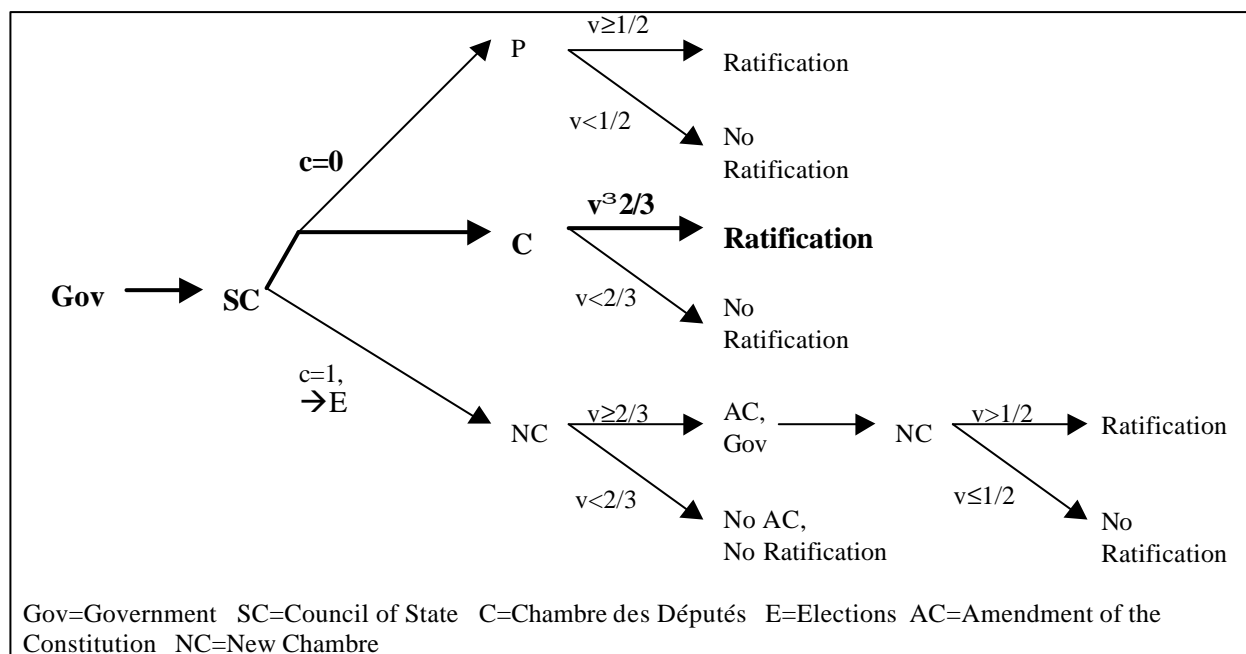 v≥1/2
P
Ratification
v<1/2
No
Ratification
c=0
v³2/3
C
Ratification
v<2/3
No
Ratification
Gov
SC
c=1,
→E
NC
v≥2/3
AC,
Gov
NC
v>1/2
Ratification
v<2/3
No AC,
No Ratification
v≤1/2
No
Ratification
Gov=Government SC=Council of State C=Chambre des Députés E=Elections AC=Amendment of the
Constitution NC=New Chambre